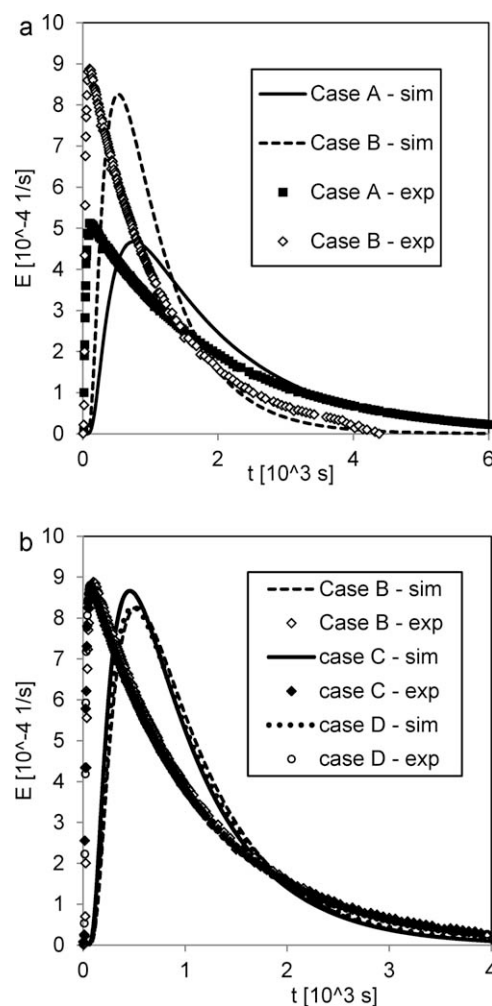 a
10
9
8
7
6
5
4
3
2
1
0
E [10^-4 1/s]
Case A - sim
Case B - sim
Case A - exp
Case B - exp
0 2 4 6
t [10^3 s]
b
10
9
8
7
6
5
4
3
2
1
0
E [10^-4 1/s]
Case B - sim
Case B - exp
case C - sim
case C - exp
case D - sim
case D - exp
0 1 2 3 4
t [10^3 s]